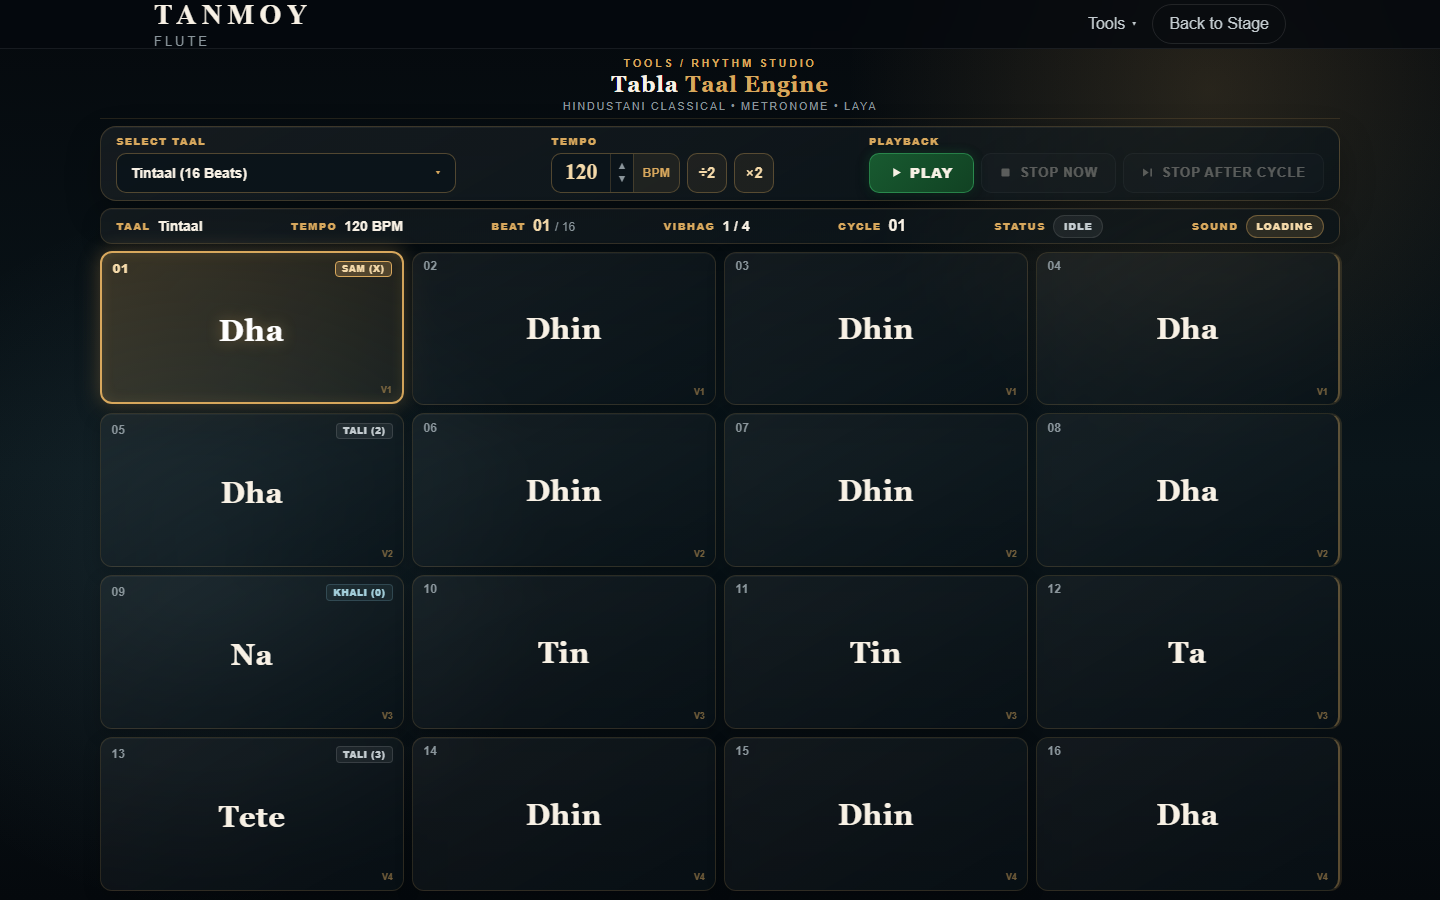 TANMOY
FLUTE
Tools
Back to Stage
TOOLS / RHYTHM STUDIO
Tabla Taal Engine
HINDUSTANI CLASSICAL • METRONOME • LAYA
SELECT TAAL
Tintaal (16 Beats)
TEMPO
120 BPM ÷2 ×2
PLAYBACK
PLAY
STOP NOW
STOP AFTER CYCLE
TAAL Tintaal
TEMPO 120 BPM
BEAT 01 / 16
VIBHAG 1 / 4
CYCLE 01
STATUS IDLE
SOUND LOADING
01 SAM (X)
Dha
V1
02
Dhin
V1
03
Dhin
V1
04
Dha
V1
05 TALI (2)
Dha
V2
06
Dhin
V2
07
Dhin
V2
08
Dha
V2
09 KHALI (0)
Na
V3
10
Tin
V3
11
Tin
V3
12
Ta
V3
13 TALI (3)
Tete
V4
14
Dhin
V4
15
Dhin
V4
16
Dha
V4